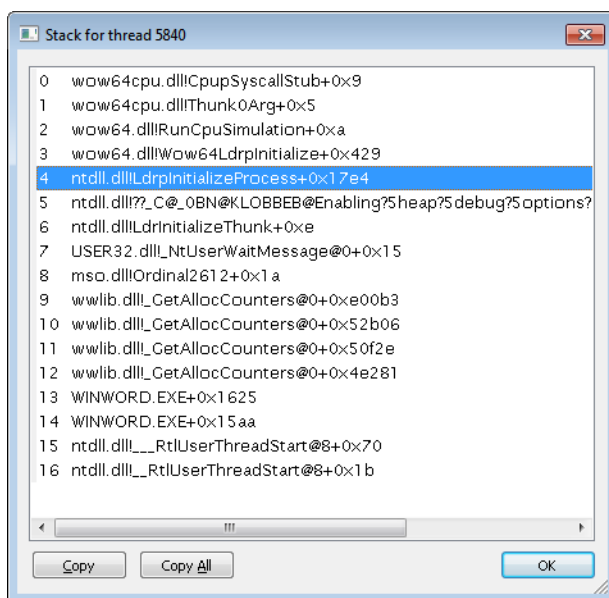 Stack for thread 5840
0 wow64cpu.dll!CpupSyscallStub+0x9
1 wow64cpu.dll!Thunk0Arg+0x5
2 wow64.dll!RunCpuSimulation+0xa
3 wow64.dll!Wow64LdrpInitialize+0x429
4 ntdll.dll!LdrpInitializeProcess+0x17e4
5 ntdll.dll!??_C@_0BN@KLOBBEB@Enabling?5heap?5debug?5options?
6 ntdll.dll!LdrInitializeThunk+0xe
7 USER32.dll!_NtUserWaitMessage@0+0x15
8 mso.dll!Ordinal2612+0x1a
9 wwlib.dll!_GetAllocCounters@0+0xe00b3
10 wwlib.dll!_GetAllocCounters@0+0x52b06
11 wwlib.dll!_GetAllocCounters@0+0x50f2e
12 wwlib.dll!_GetAllocCounters@0+0x4e281
13 WINWORD.EXE+0x1625
14 WINWORD.EXE+0x15aa
15 ntdll.dll!___RtlUserThreadStart@8+0x70
16 ntdll.dll!__RtlUserThreadStart@8+0x1b
Copy Copy All OK